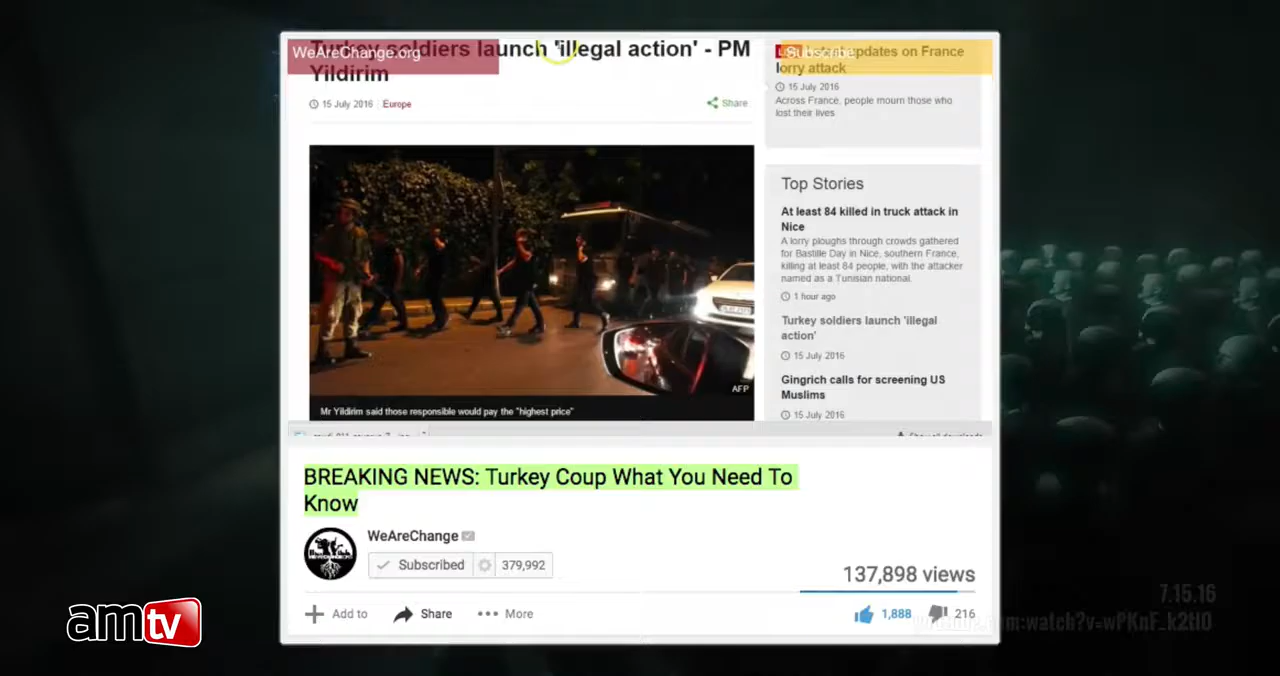 Turkey soldiers launch 'illegal action' - PM
Yildirim
WeAreChange.org
15 July 2016 Europe
Share
Mr Yildirim said those responsible would pay the "highest price"
AFP
Subscribe
updates on France
lorry attack
15 July 2016
Across France, people mourn those who
lost their lives
Top Stories
At least 84 killed in truck attack in
Nice
A lorry ploughs through crowds gathered
for Bastille Day in Nice, southern France,
killing at least 84 people, with the attacker
named as a Tunisian national.
1 hour ago
Turkey soldiers launch 'illegal
action'
15 July 2016
Gingrich calls for screening US
Muslims
15 July 2016
BREAKING NEWS: Turkey Coup What You Need To
Know
WeAreChange
Subscribed 379,992
137,898 views
Add to Share More
1,888 216
amtv
7.15.16